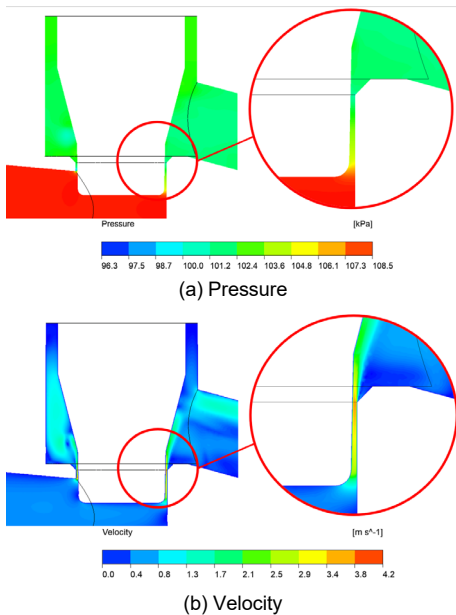 Pressure [kPa]
96.3 97.5 98.7 100.0 101.2 102.4 103.6 104.8 106.1 107.3 108.5
(a) Pressure
Velocity [m s^-1]
0.0 0.4 0.8 1.3 1.7 2.1 2.5 2.9 3.4 3.8 4.2
(b) Velocity